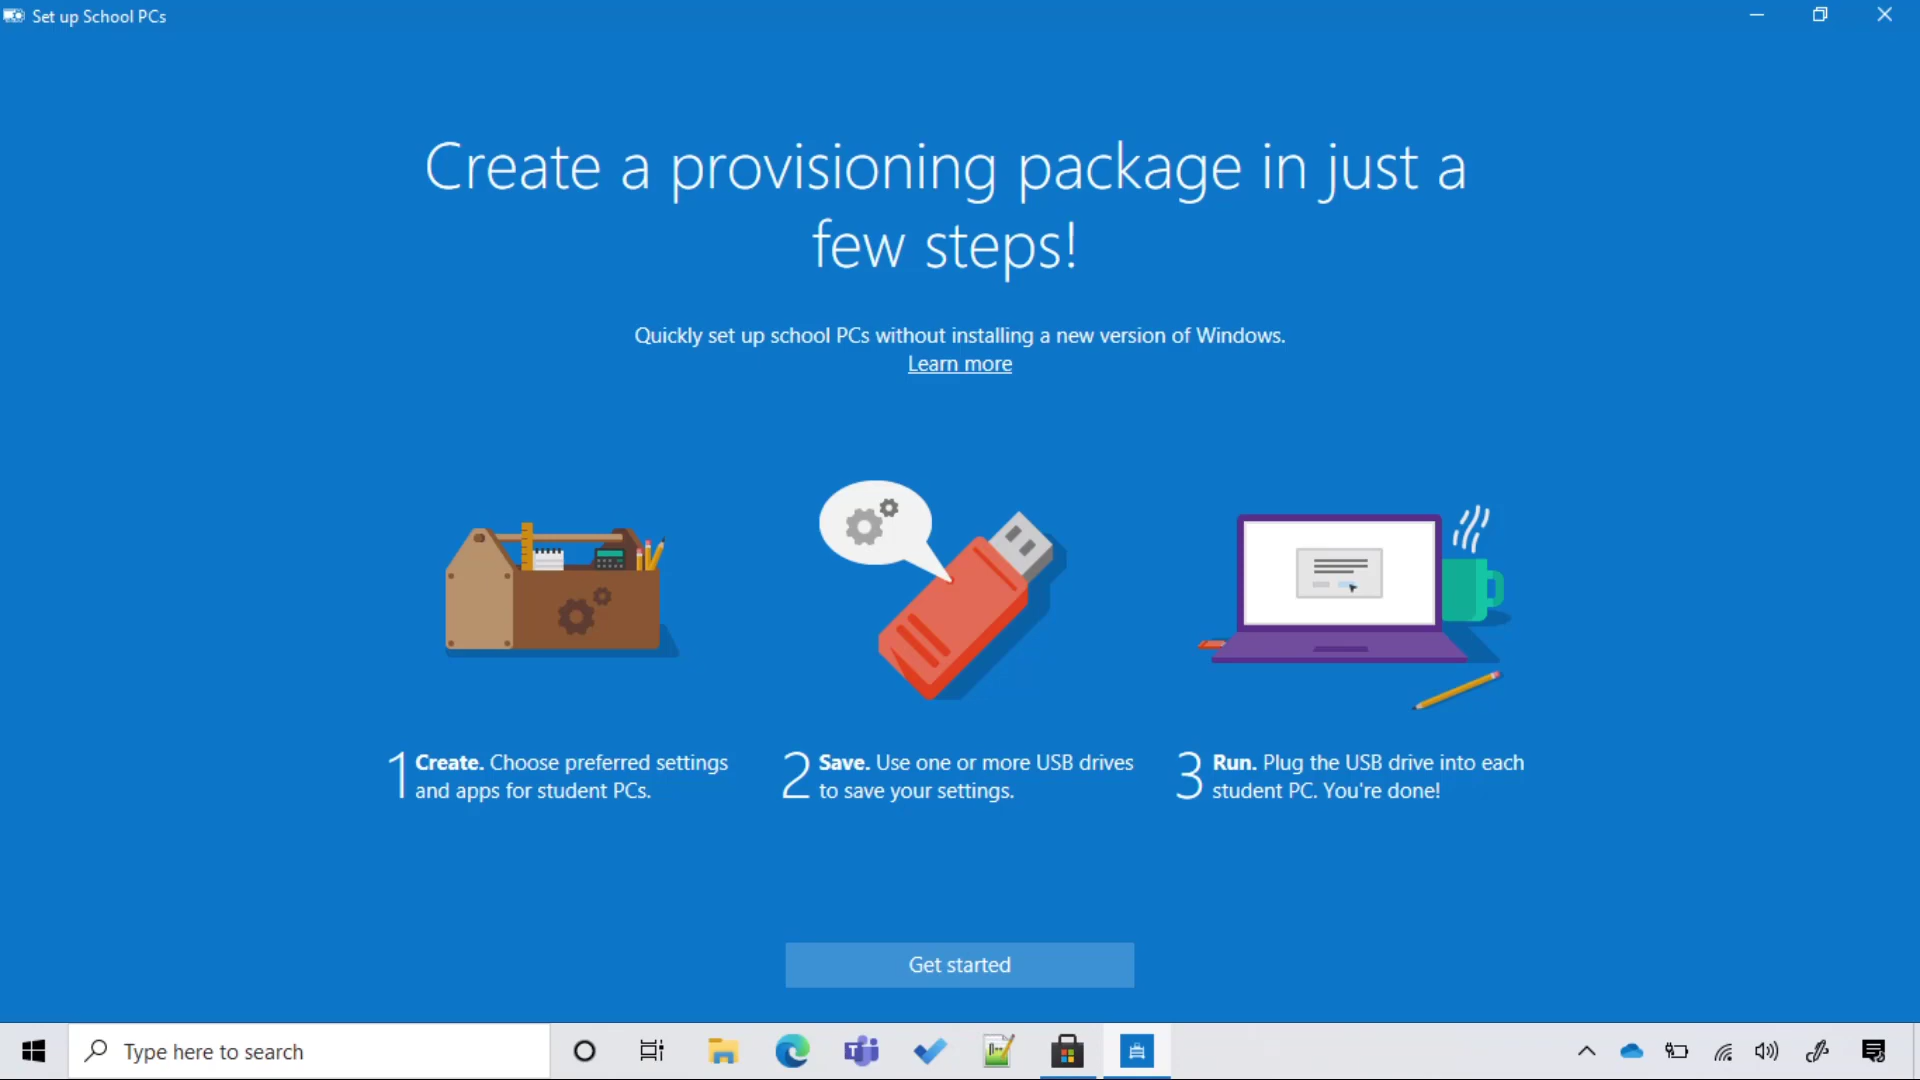 Set up School PCs
Create a provisioning package in just a
few steps!
Quickly set up school PCs without installing a new version of Windows.
Learn more
1 Create. Choose preferred settings
and apps for student PCs.
2 Save. Use one or more USB drives
to save your settings.
3 Run. Plug the USB drive into each
student PC. You're done!
Get started
Type here to search